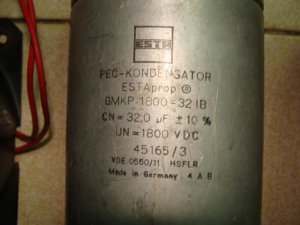 ESTA
PEC-KONDENSATOR
ESTAprop ®
GMKP 1800-32 IB
CN = 32,0 µF ± 10 %
UN = 1800 VDC
45165/3
VDE 0560/11 HSFLR
Made in Germany 4 A B